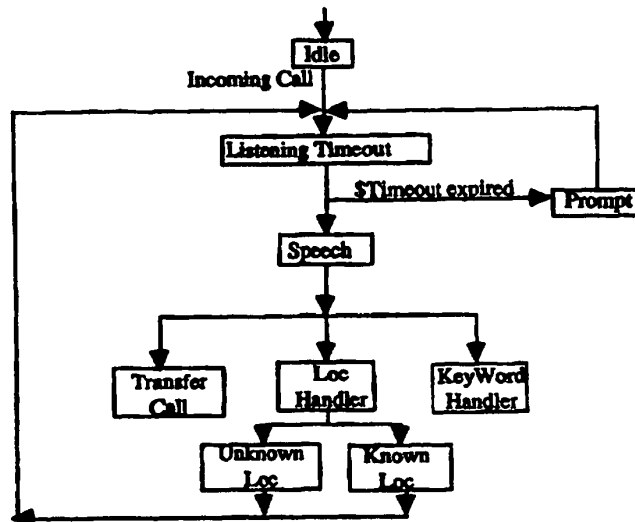 Idle
Incoming Call
Listening Timeout
$Timeout expired
Prompt
Speech
Transfer
Call
Loc
Handler
KeyWord
Handler
Unknown
Loc
Known
Loc